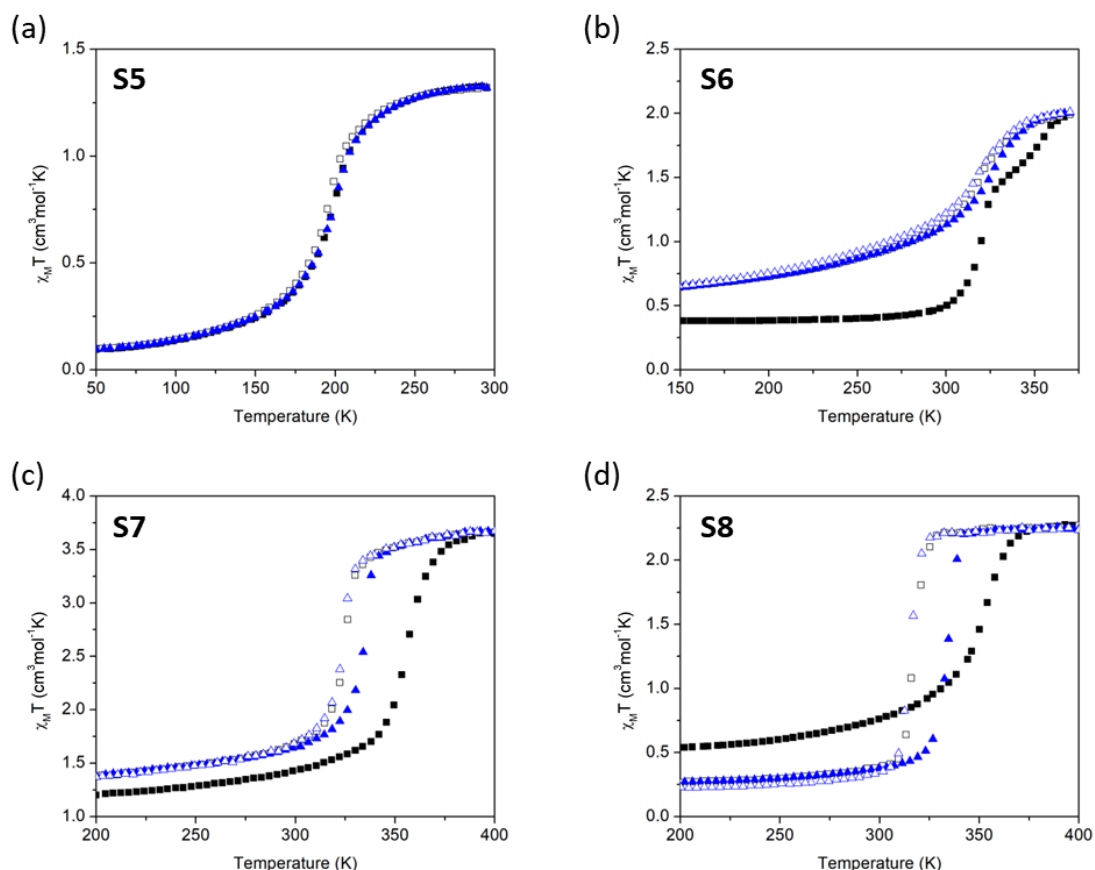 (a)
S5
1.5
1.0
0.5
0.0
χMT (cm³mol⁻¹K)
50 100 150 200 250 300
Temperature (K)
(b)
S6
2.5
2.0
1.5
1.0
0.5
0.0
χMT (cm³mol⁻¹K)
150 200 250 300 350
Temperature (K)
(c)
S7
4.0
3.5
3.0
2.5
2.0
1.5
1.0
χMT (cm³mol⁻¹K)
200 250 300 350 400
Temperature (K)
(d)
S8
2.5
2.0
1.5
1.0
0.5
0.0
χMT (cm³mol⁻¹K)
200 250 300 350 400
Temperature (K)